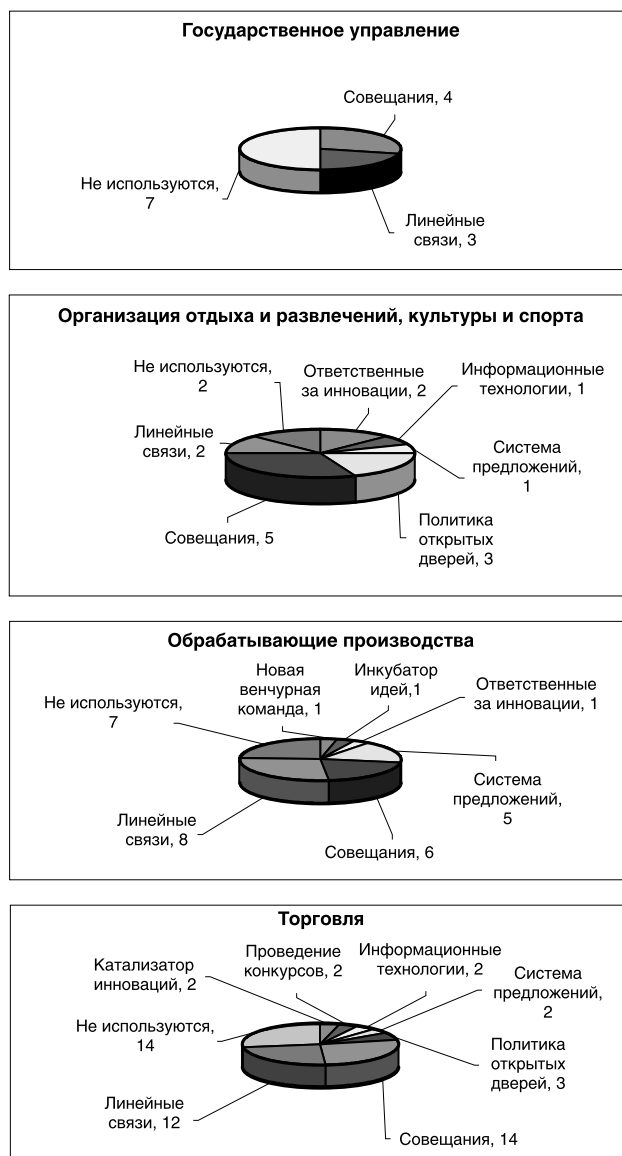 Государственное управление
Совещания, 4
Не используются,
7
Линейные
связи, 3
Организация отдыха и развлечений, культуры и спорта
Не используются,
2
Ответственные
за инновации, 2
Информационные
технологии, 1
Линейные
связи, 2
Система
предложений,
1
Совещания, 5
Политика
открытых
дверей, 3
Обрабатывающие производства
Не используются,
7
Новая
венчурная
команда, 1
Инкубатор
идей,1
Ответственные
за инновации, 1
Система
предложений,
5
Линейные
связи, 8
Совещания, 6
Торговля
Катализатор
инноваций, 2
Проведение
конкурсов, 2
Информационные
технологии, 2
Система
предложений,
2
Не используются,
14
Политика
открытых
дверей, 3
Линейные
связи, 12
Совещания, 14